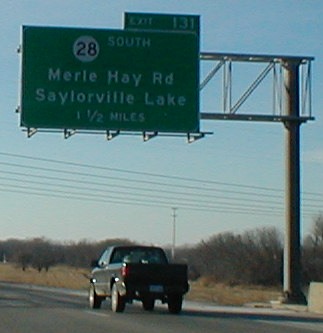 EXIT 131
28 SOUTH
Merle Hay Rd
Saylorville Lake
1 1/2 MILES